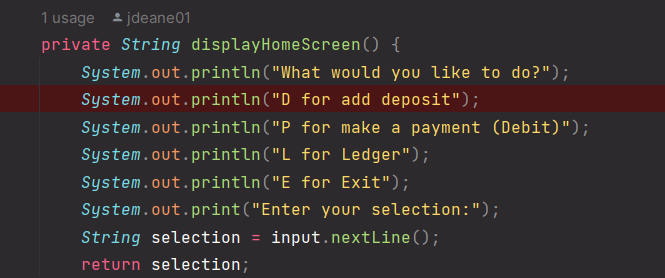 1 usage jdeane01
private String displayHomeScreen() {
System.out.println("What would you like to do?");
System.out.println("D for add deposit");
System.out.println("P for make a payment (Debit)");
System.out.println("L for Ledger");
System.out.println("E for Exit");
System.out.print("Enter your selection:");
String selection = input.nextLine();
return selection;